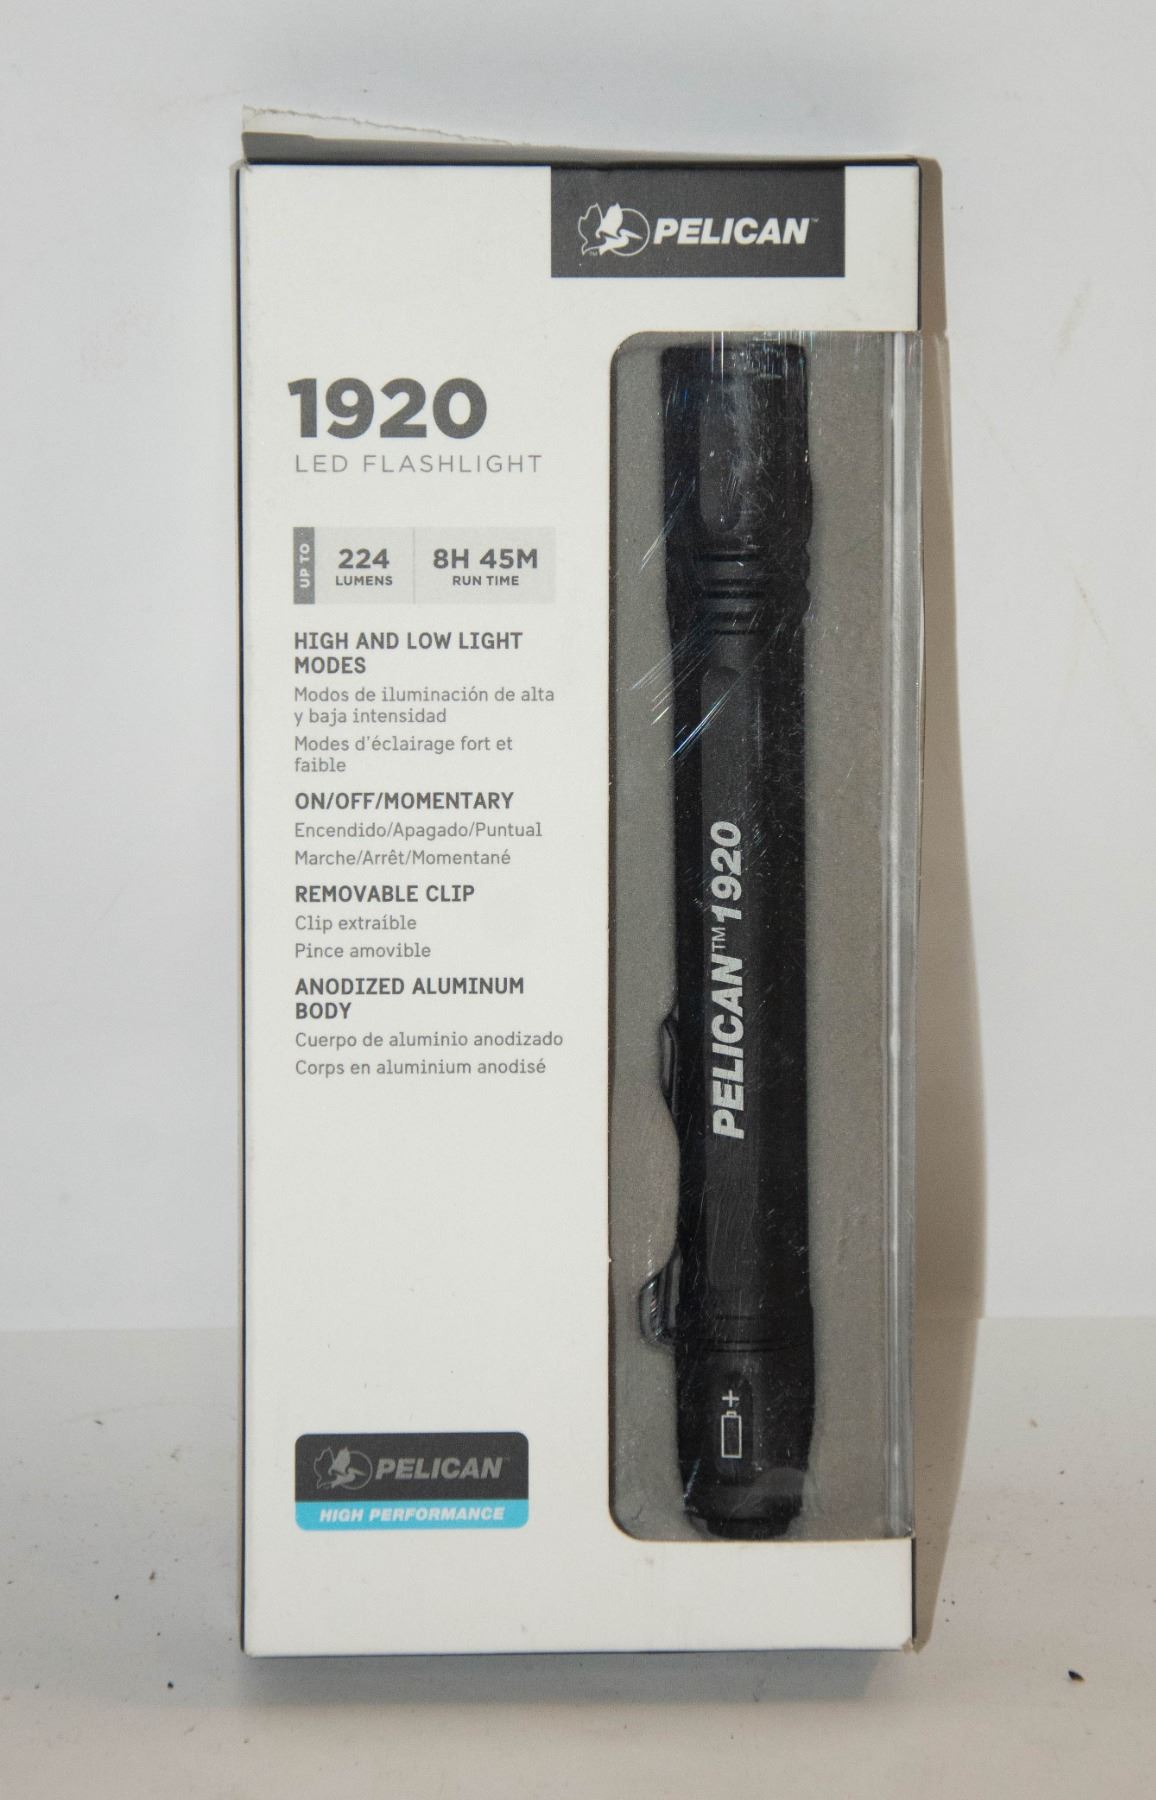 PELICAN™
1920
LED FLASHLIGHT
UP TO
224
LUMENS
8H 45M
RUN TIME
HIGH AND LOW LIGHT
MODES
Modos de iluminación de alta
y baja intensidad
Modes d'éclairage fort et
faible
ON/OFF/MOMENTARY
Encendido/Apagado/Puntual
Marche/Arrêt/Momentané
REMOVABLE CLIP
Clip extraíble
Pince amovible
ANODIZED ALUMINUM
BODY
Cuerpo de aluminio anodizado
Corps en aluminium anodisé
PELICAN™ 1920
+
PELICAN
HIGH PERFORMANCE